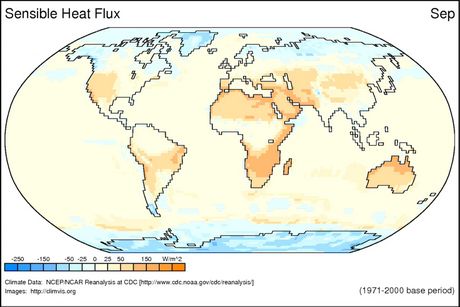 Sensible Heat Flux
Sep
-250 -150 -50 -25 0 25 50 150 W/m^2
Climate Data: NCEP/NCAR Reanalysis at CDC [http://www.cdc.noaa.gov/cdc/reanalysis/]
Images: http://climvis.org
(1971-2000 base period)